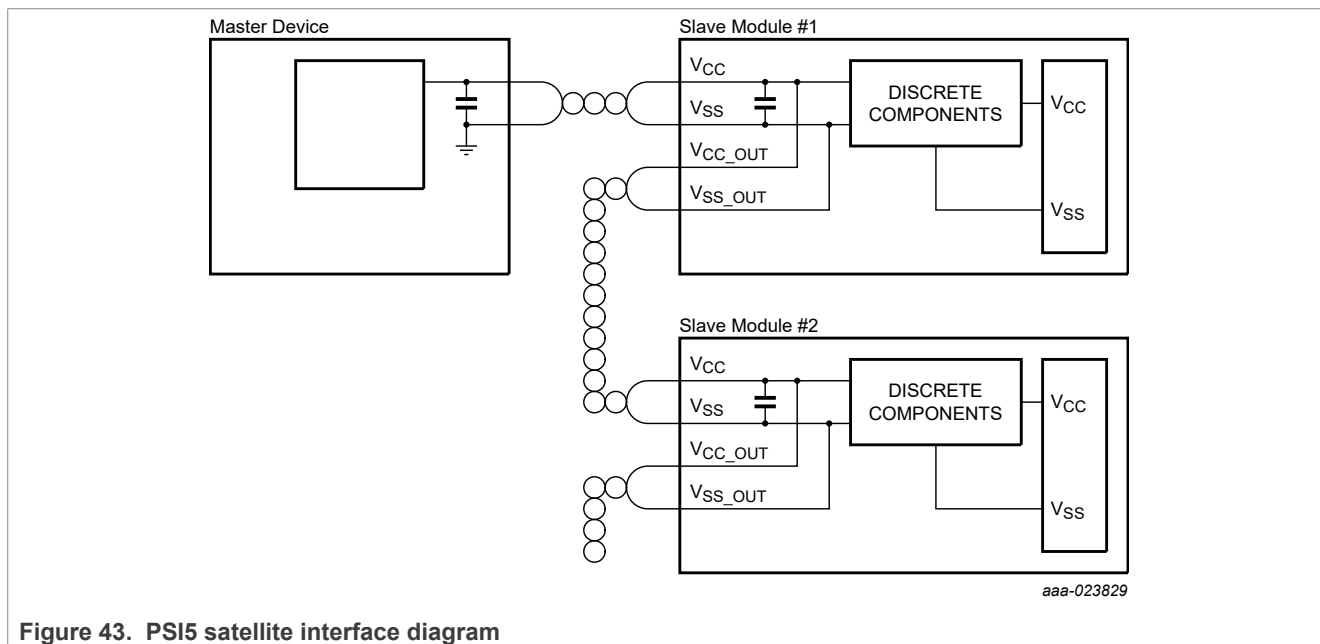 Master Device
Slave Module #1
VCC
VSS
VCC_OUT
VSS_OUT
DISCRETE
COMPONENTS
VCC
VSS
Slave Module #2
VCC
VSS
VCC_OUT
VSS_OUT
DISCRETE
COMPONENTS
VCC
VSS
aaa-023829
Figure 43. PSI5 satellite interface diagram